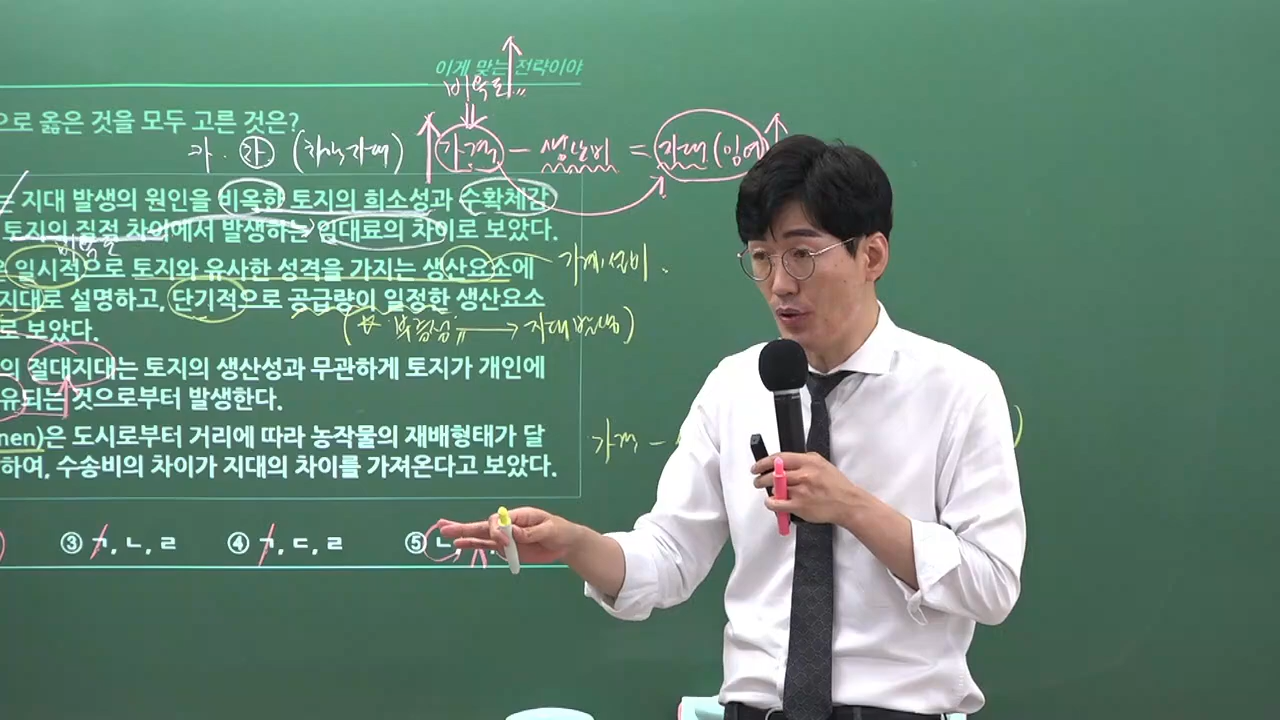 이게 맞는 전략이야
비옥도
으로 옳은 것을 모두 고른 것은?
가격 - 생산비 = 지대(잉여
는 지대 발생의 원인을 비옥한 토지의 희소성과 수확체감
토지의 질적 차이에서 발생하는 임대료의 차이로 보았다.
비옥도
은 일시적으로 토지와 유사한 성격을 가지는 생산요소에
가계, 설비
지대로 설명하고, 단기적으로 공급량이 일정한 생산요소
로 보았다.
지대 발생)
의 절대지대는 토지의 생산성과 무관하게 토지가 개인에
유되는 것으로부터 발생한다.
nen)은 도시로부터 거리에 따라 농작물의 재배형태가 달
가격 -
하여, 수송비의 차이가 지대의 차이를 가져온다고 보았다.
③ ㄱ, ㄴ, ㄹ ④ ㄱ, ㄷ, ㄹ ⑤ ㄴ,